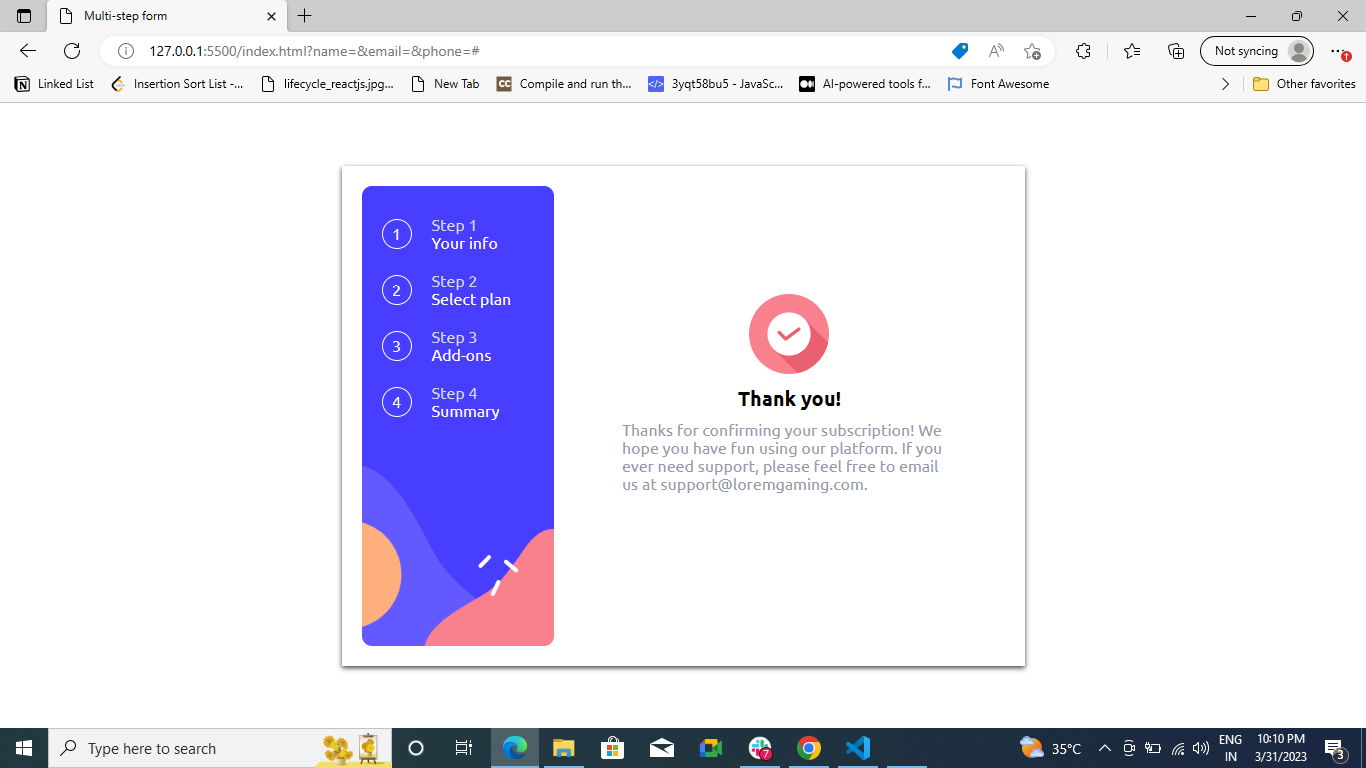 Multi-step form
127.0.0.1:5500/index.html?name=&email=&phone=#
Not syncing
Linked List
Insertion Sort List -...
lifecycle_reactjs.jpg...
New Tab
CC
Compile and run th...
</>
3yqt58bu5 - JavaSc...
AI-powered tools f...
Font Awesome
Other favorites
1
Step 1
Your info
2
Step 2
Select plan
3
Step 3
Add-ons
4
Step 4
Summary
Thank you!
Thanks for confirming your subscription! We
hope you have fun using our platform. If you
ever need support, please feel free to email
us at support@loremgaming.com.
Type here to search
7
35°C
ENG
IN
10:10 PM
3/31/2023
3